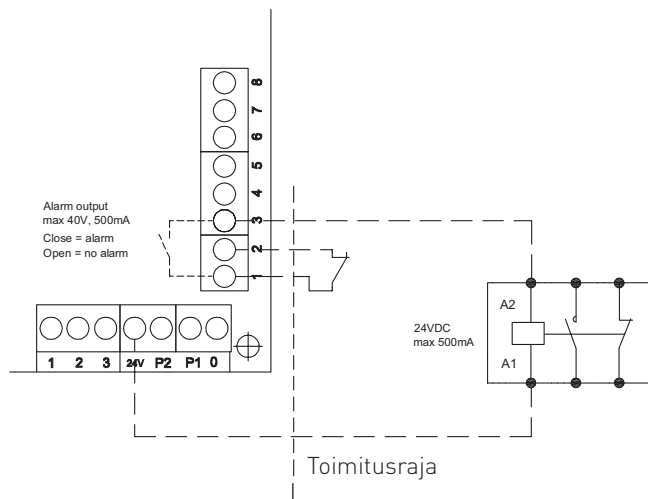 8
7
6
5
4
3
2
1
Alarm output
max 40V, 500mA
Close = alarm
Open = no alarm
24VDC
max 500mA
A2
A1
1 2 3 24V P2 P1 0
Toimitusraja